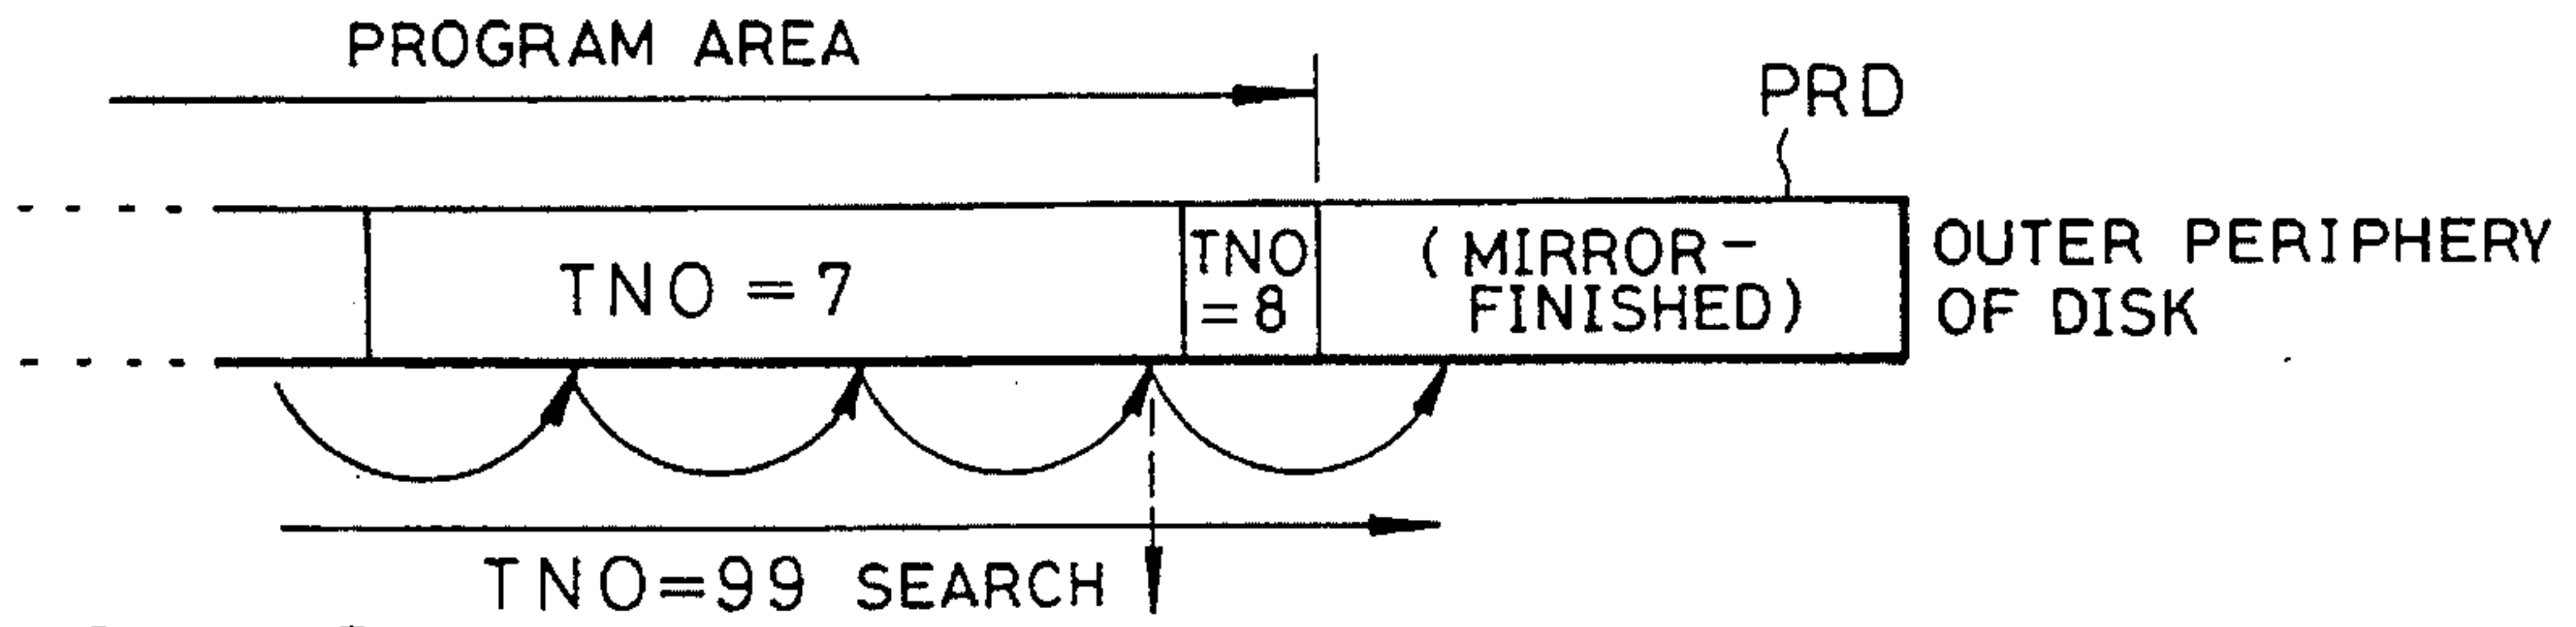 PROGRAM AREA
PRD
TNO = 7
TNO
= 8
(MIRROR-
FINISHED)
OUTER PERIPHERY
OF DISK
TNO=99 SEARCH